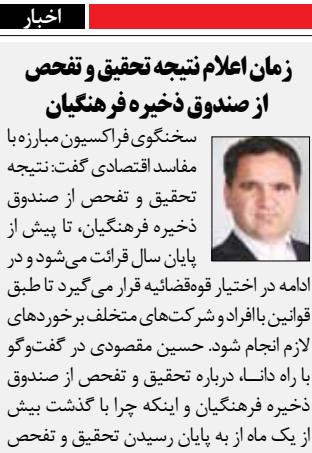 اخبار
زمان اعلام نتیجه تحقیق و تفحص
از صندوق ذخیره فرهنگیان
سخنگوی فراکسیون مبارزه با
مفاسد اقتصادی گفت: نتیجه
تحقیق و تفحص از صندوق
ذخیره فرهنگیان، تا پیش از
پایان سال قرائت می‌شود و در
ادامه در اختیار قوه‌قضائیه قرار می‌گیرد تا طبق
قوانین با افراد و شرکت‌های متخلف برخوردهای
لازم انجام شود. حسین مقصودی در گفت‌وگو
با راه دانا، درباره تحقیق و تفحص از صندوق
ذخیره فرهنگیان و اینکه چرا با گذشت بیش
از یک ماه از به پایان رسیدن تحقیق و تفحص